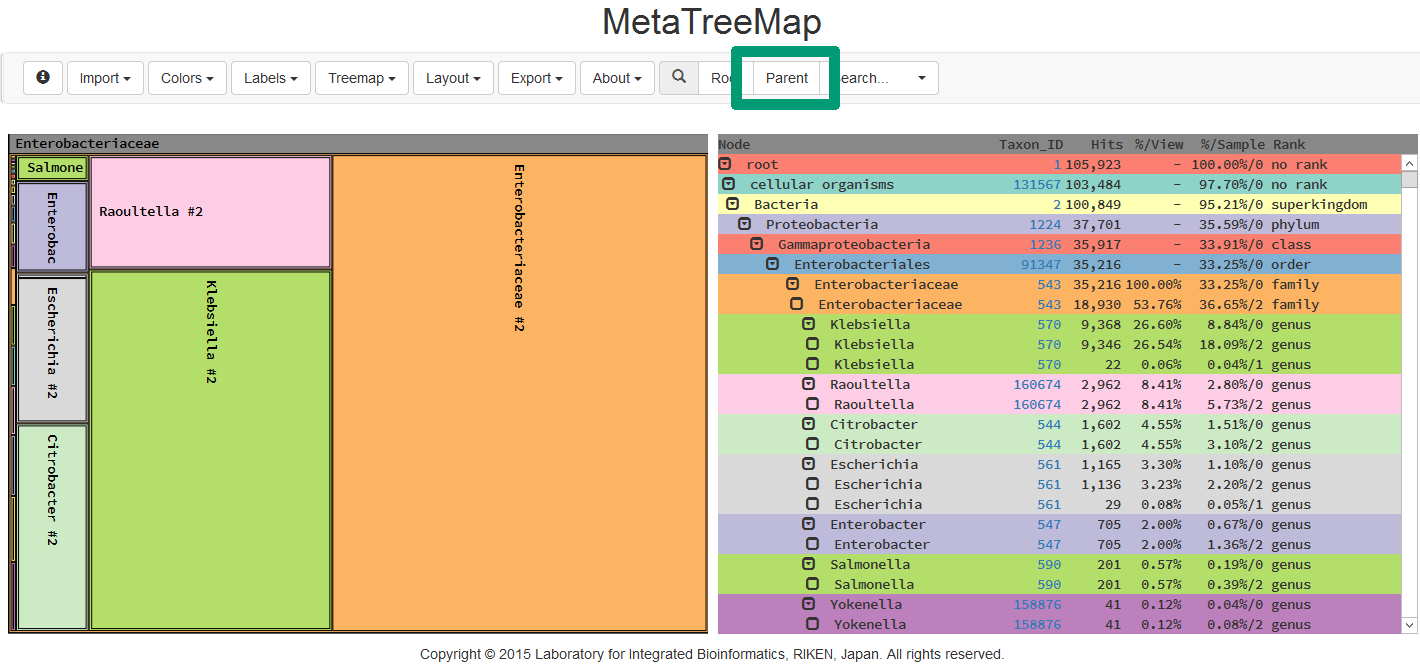 MetaTreeMap
Import Colors Labels Treemap Layout Export About Roo Parent earch...
Enterobacteriaceae
Salmone
Enterobac
Escherichia #2
Citrobacter #2
Raoultella #2
Klebsiella #2
Enterobacteriaceae #2
Node Taxon_ID Hits %/View %/Sample Rank
root 1 105,923 – 100.00%/0 no rank
cellular organisms 131567 103,484 – 97.70%/0 no rank
Bacteria 2 100,849 – 95.21%/0 superkingdom
Proteobacteria 1224 37,701 – 35.59%/0 phylum
Gammaproteobacteria 1236 35,917 – 33.91%/0 class
Enterobacteriales 91347 35,216 – 33.25%/0 order
Enterobacteriaceae 543 35,216 100.00% 33.25%/0 family
Enterobacteriaceae 543 18,930 53.76% 36.65%/2 family
Klebsiella 570 9,368 26.60% 8.84%/0 genus
Klebsiella 570 9,346 26.54% 18.09%/2 genus
Klebsiella 570 22 0.06% 0.04%/1 genus
Raoultella 160674 2,962 8.41% 2.80%/0 genus
Raoultella 160674 2,962 8.41% 5.73%/2 genus
Citrobacter 544 1,602 4.55% 1.51%/0 genus
Citrobacter 544 1,602 4.55% 3.10%/2 genus
Escherichia 561 1,165 3.30% 1.10%/0 genus
Escherichia 561 1,136 3.23% 2.20%/2 genus
Escherichia 561 29 0.08% 0.05%/1 genus
Enterobacter 547 705 2.00% 0.67%/0 genus
Enterobacter 547 705 2.00% 1.36%/2 genus
Salmonella 590 201 0.57% 0.19%/0 genus
Salmonella 590 201 0.57% 0.39%/2 genus
Yokenella 158876 41 0.12% 0.04%/0 genus
Yokenella 158876 41 0.12% 0.08%/2 genus
Copyright © 2015 Laboratory for Integrated Bioinformatics, RIKEN, Japan. All rights reserved.